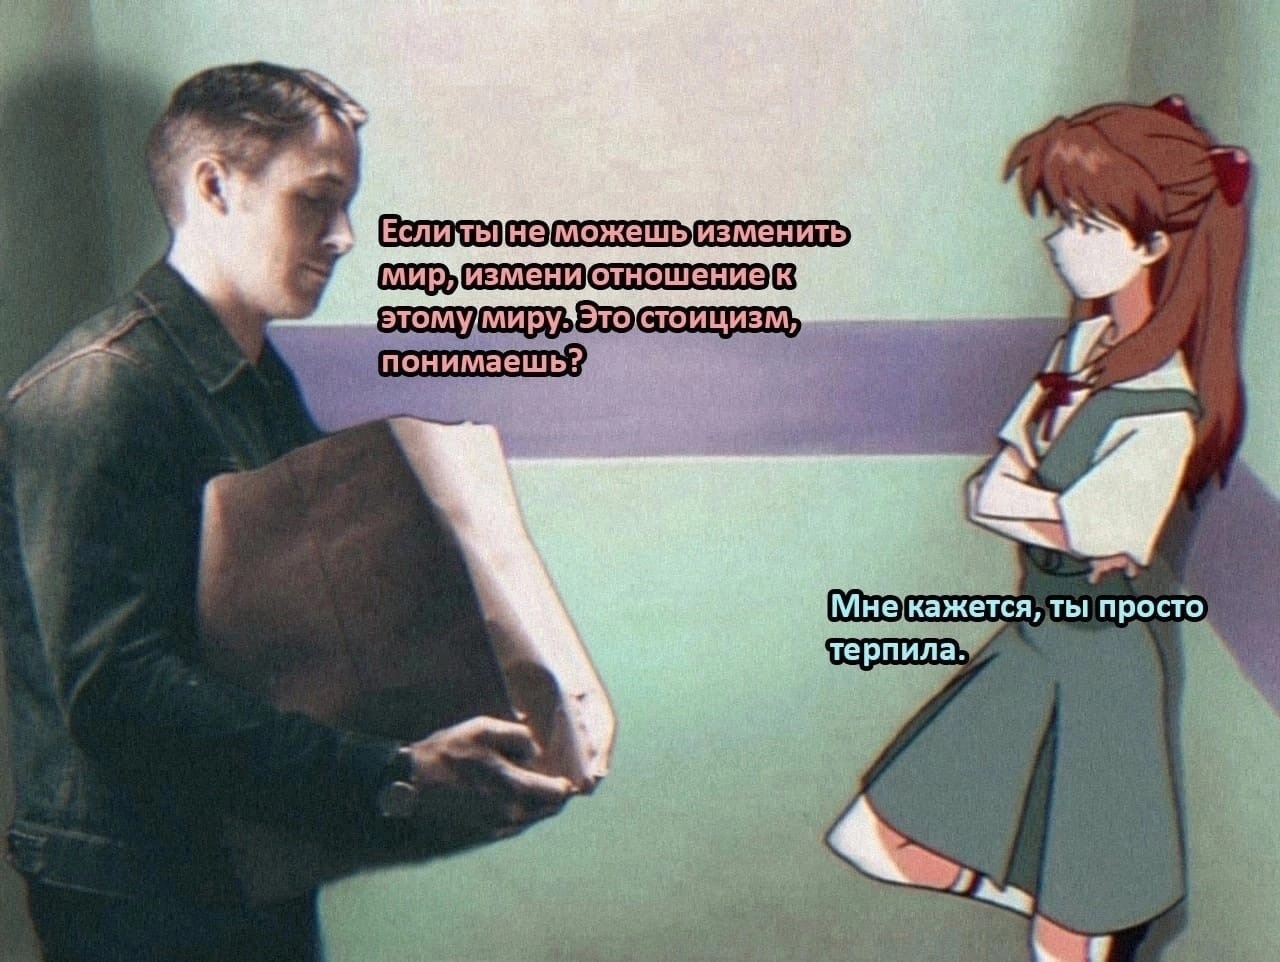 Если ты не можешь изменить
мир, измени отношение к
этому миру. Это стоицизм,
понимаешь?
Мне кажется, ты просто
терпила.